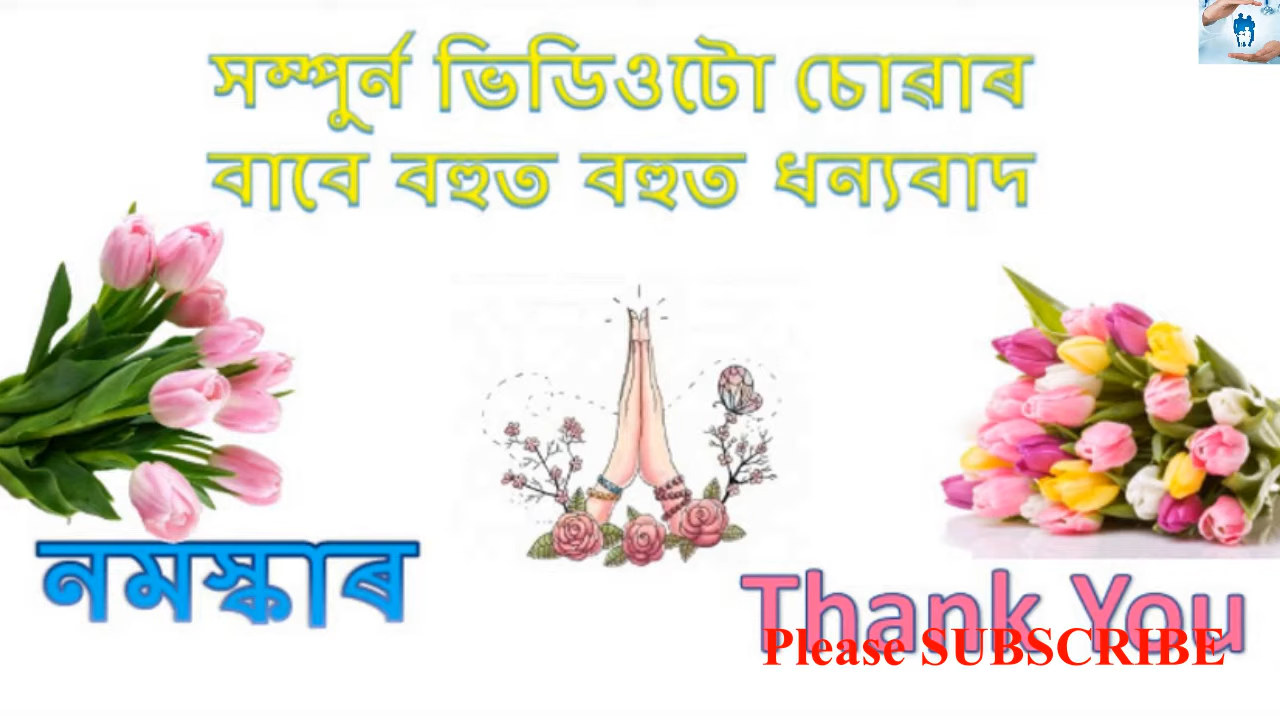 সম্পুৰ্ন ভিডিওটো চোৱাৰ
বাবে বহুত বহুত ধন্যবাদ
নমস্কাৰ
Thank You
Please SUBSCRIBE